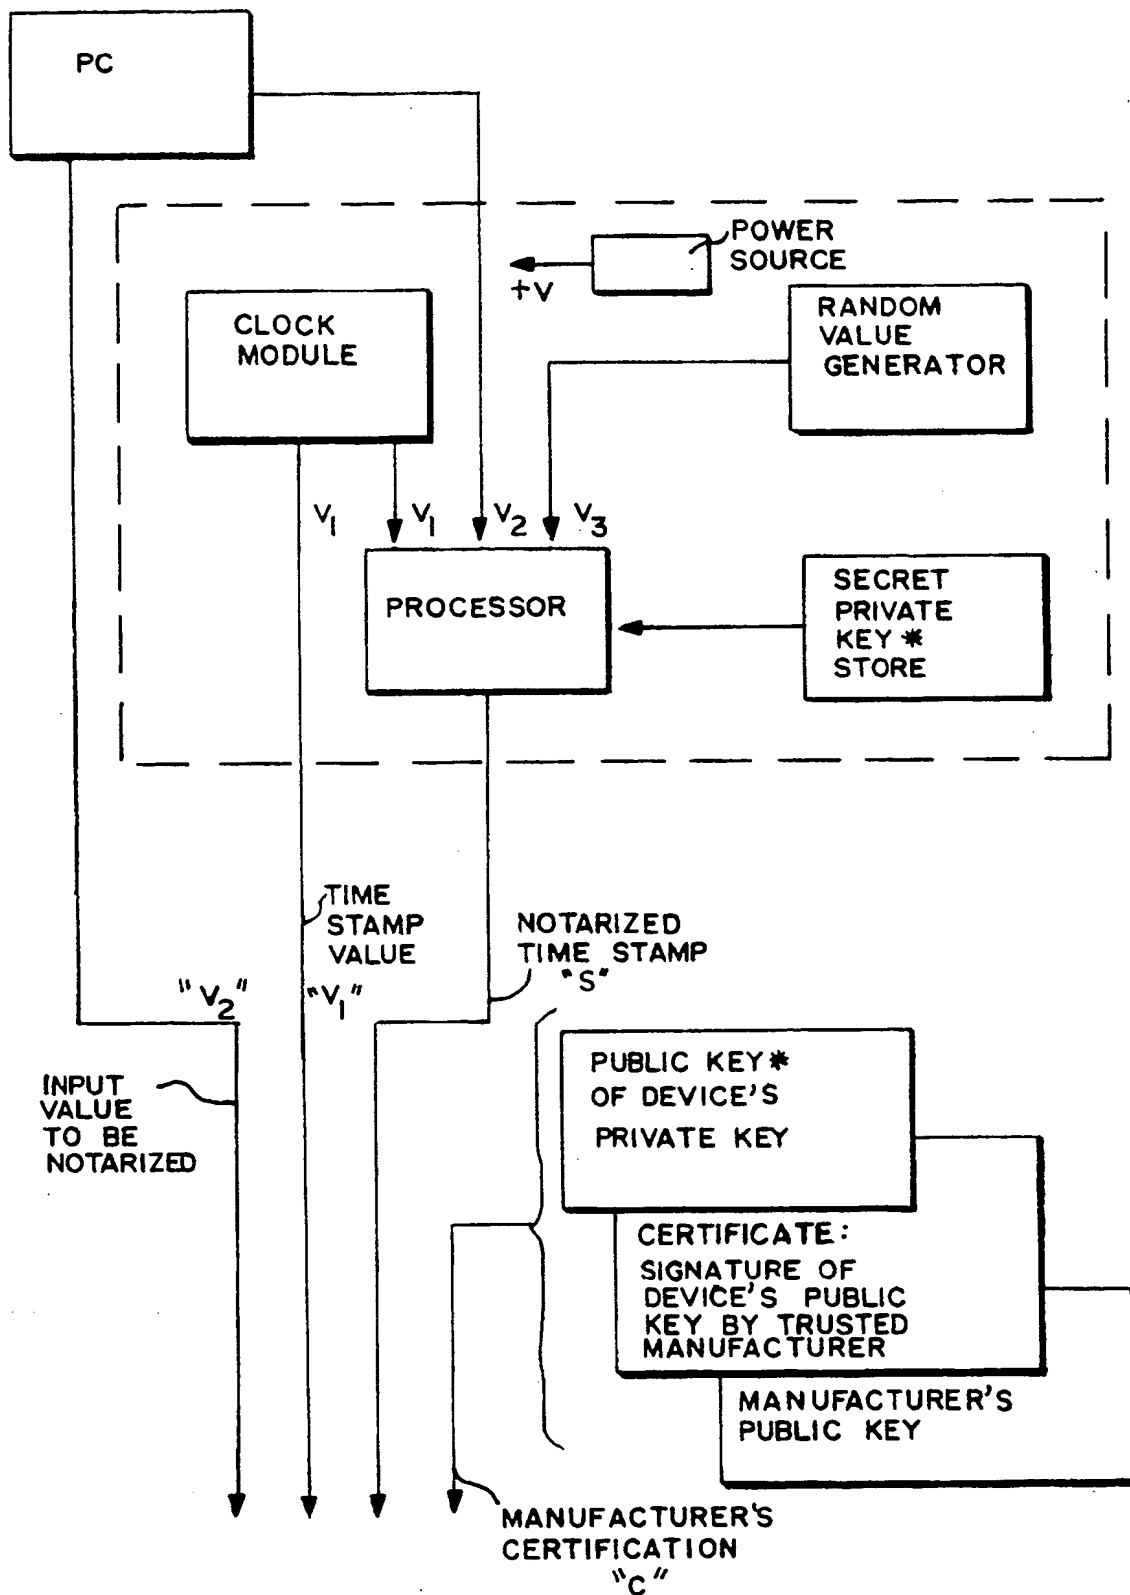 PC
POWER
SOURCE
+V
CLOCK
MODULE
RANDOM
VALUE
GENERATOR
V1
V1
V2
V3
PROCESSOR
SECRET
PRIVATE
KEY *
STORE
TIME
STAMP
VALUE
NOTARIZED
TIME STAMP
"S"
"V2"
"V1"
INPUT
VALUE
TO BE
NOTARIZED
PUBLIC KEY *
OF DEVICE'S
PRIVATE KEY
CERTIFICATE:
SIGNATURE OF
DEVICE'S PUBLIC
KEY BY TRUSTED
MANUFACTURER
MANUFACTURER'S
PUBLIC KEY
MANUFACTURER'S
CERTIFICATION
"C"